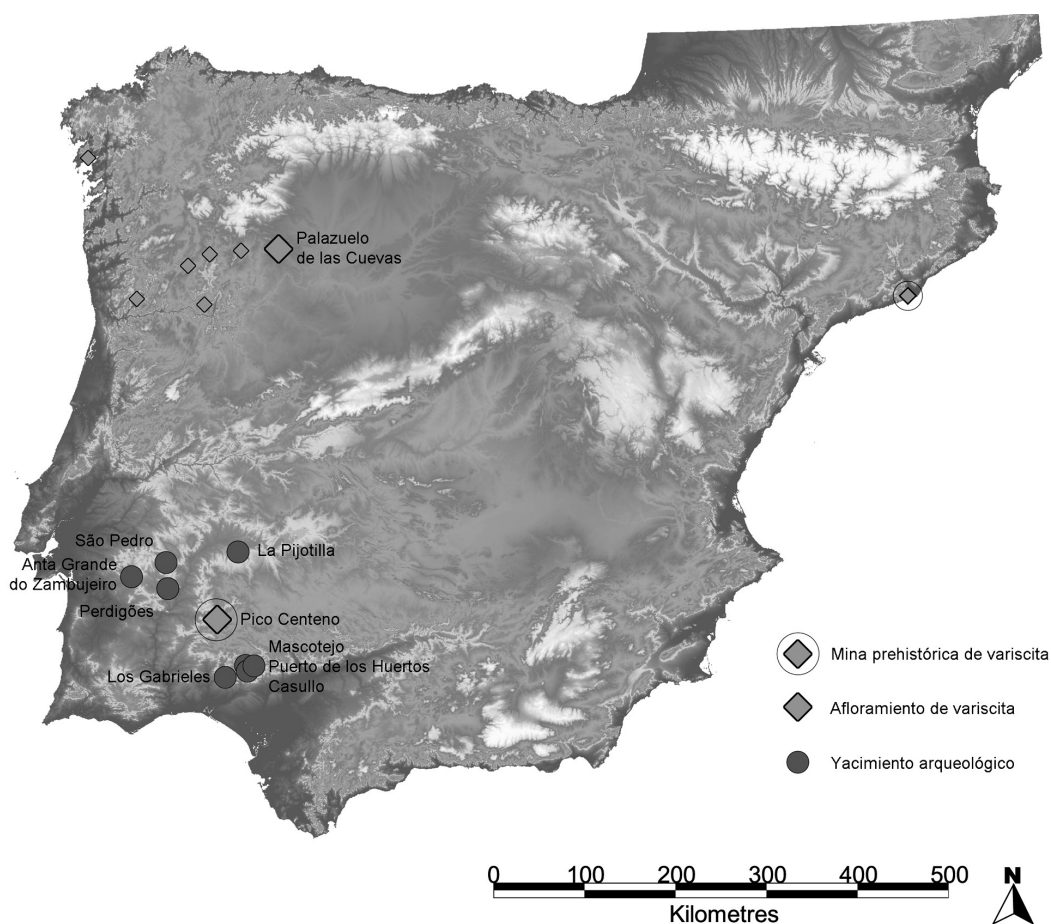 Palazuelo
de las Cuevas
São Pedro
La Pijotilla
Anta Grande
do Zambujeiro
Perdigões
Pico Centeno
Mascotejo
Puerto de los Huertos
Los Gabrieles
Casullo
Mina prehistórica de variscita
Afloramiento de variscita
Yacimiento arqueológico
0 100 200 300 400 500
Kilometres
N